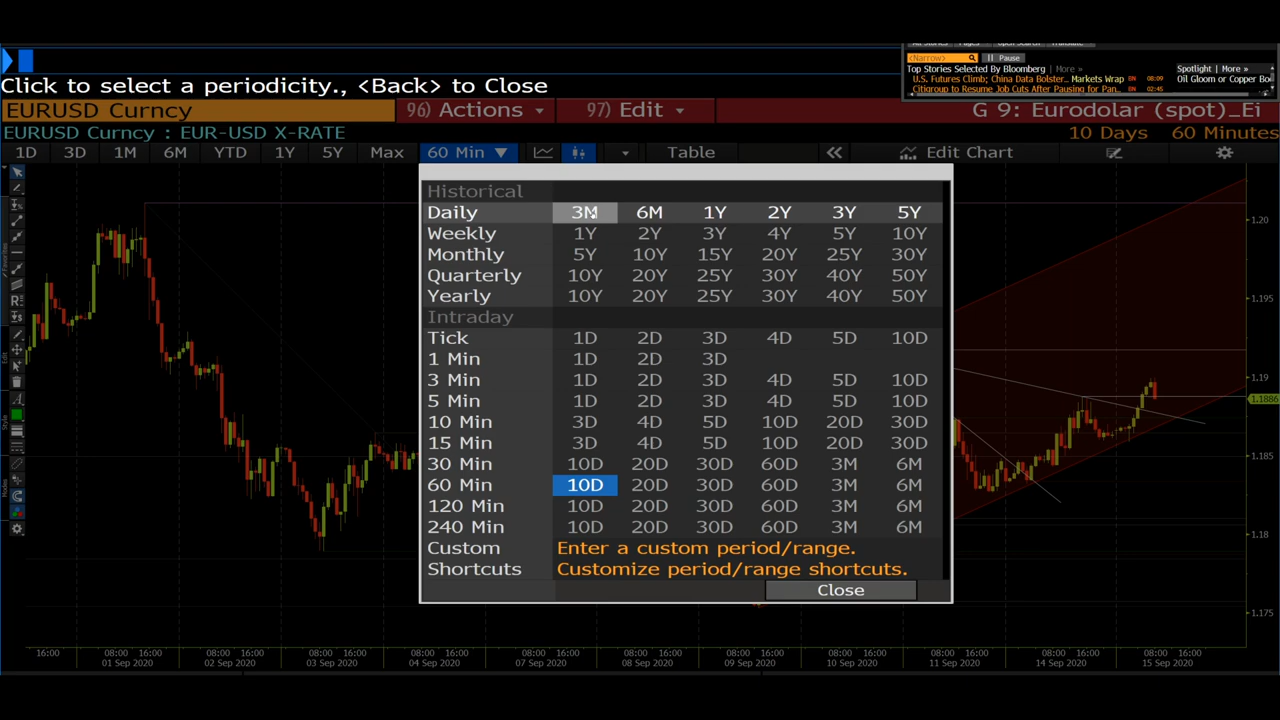 <Narrow>
Pause
Top Stories Selected By Bloomberg | More »
Spotlight | More »
U.S. Futures Climb; China Data Bolster... Markets Wrap BN 08:09
Oil Gloom or Copper Bo
Citigroup to Resume Job Cuts After Pausing for Pan... BN 02:45
Click to select a periodicity., <Back> to Close
EURUSD Curncy 96) Actions 97) Edit G 9: Eurodolar (spot)_Ei
EURUSD Curncy : EUR-USD X-RATE 10 Days 60 Minutes
1D 3D 1M 6M YTD 1Y 5Y Max 60 Min ▼ Table « Edit Chart
Historical
Daily 3M 6M 1Y 2Y 3Y 5Y
Weekly 1Y 2Y 3Y 4Y 5Y 10Y
Monthly 5Y 10Y 15Y 20Y 25Y 30Y
Quarterly 10Y 20Y 25Y 30Y 40Y 50Y
Yearly 10Y 20Y 25Y 30Y 40Y 50Y
Intraday
Tick 1D 2D 3D 4D 5D 10D
1 Min 1D 2D 3D
3 Min 1D 2D 3D 4D 5D 10D
5 Min 1D 2D 3D 4D 5D 10D
10 Min 3D 4D 5D 10D 20D 30D
15 Min 3D 4D 5D 10D 20D 30D
30 Min 10D 20D 30D 60D 3M 6M
60 Min 10D 20D 30D 60D 3M 6M
120 Min 10D 20D 30D 60D 3M 6M
240 Min 10D 20D 30D 60D 3M 6M
Custom Enter a custom period/range.
Shortcuts Customize period/range shortcuts.
Close
1.20
1.195
1.19
1.1886
1.185
1.18
1.175
16:00 08:00 16:00 08:00 16:00 08:00 16:00 08:00 16:00 08:00 16:00 08:00 16:00 08:00 16:00 08:00 16:00 08:00 16:00 08:00 16:00 08:00 16:00
01 Sep 2020 02 Sep 2020 03 Sep 2020 04 Sep 2020 07 Sep 2020 08 Sep 2020 09 Sep 2020 10 Sep 2020 11 Sep 2020 14 Sep 2020 15 Sep 2020